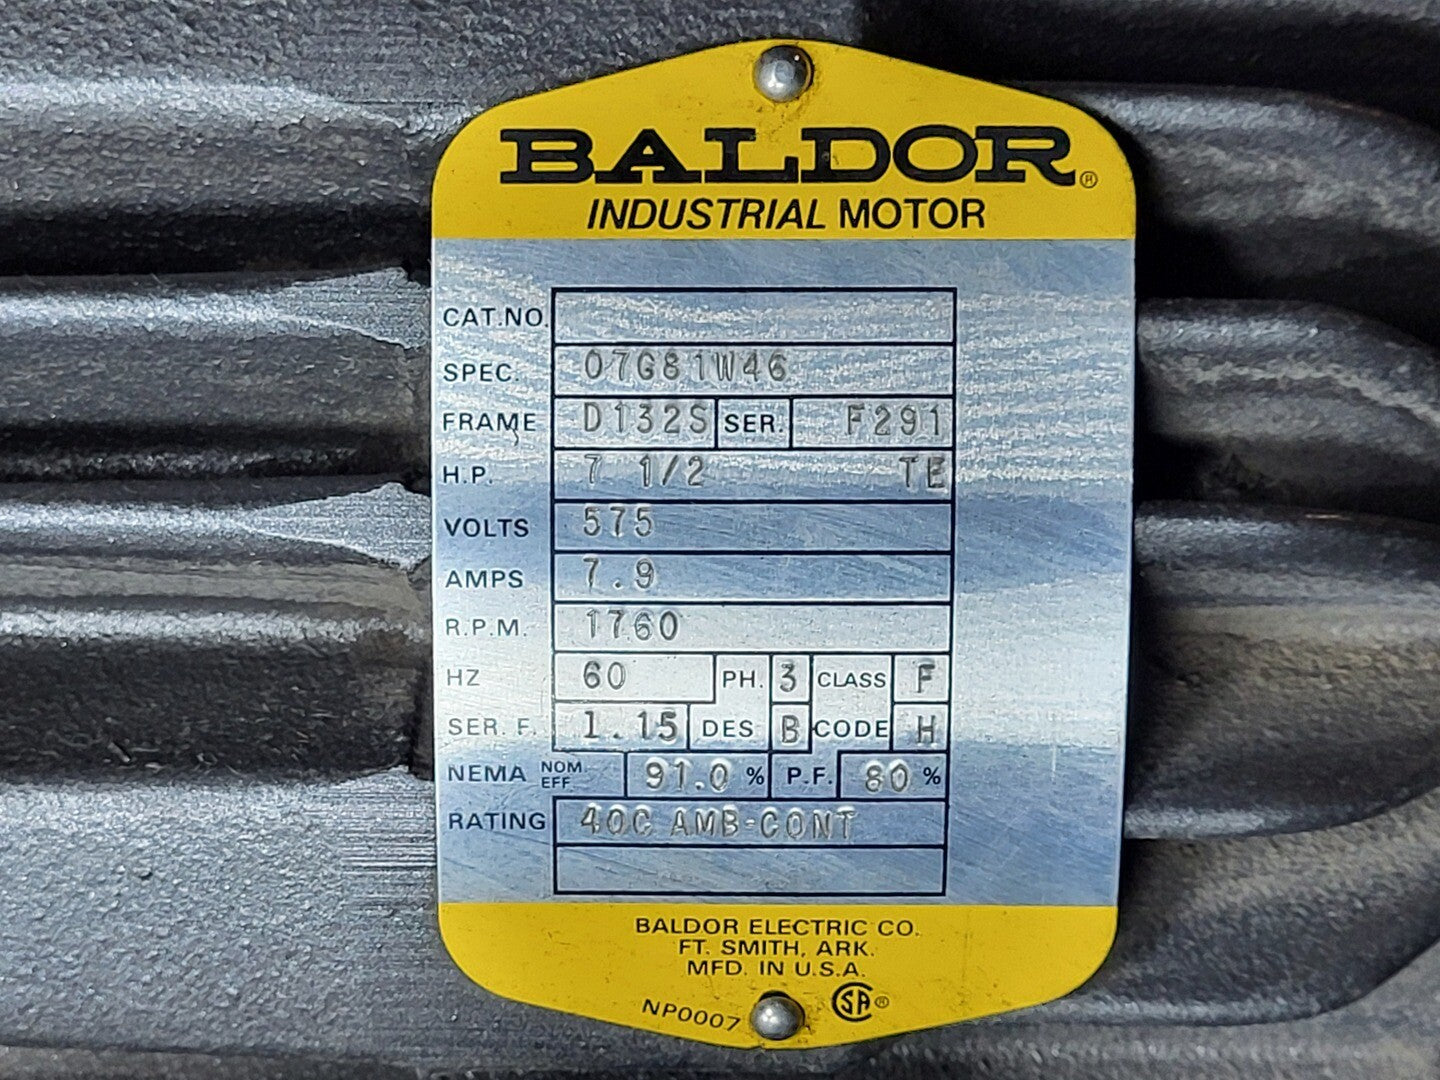 BALDOR®
INDUSTRIAL MOTOR
CAT.NO.
SPEC. 07G81W46
FRAME D132S SER. F291
H.P. 7 1/2 TE
VOLTS 575
AMPS 7.9
R.P.M. 1760
HZ 60 PH. 3 CLASS F
SER. F. 1.15 DES B CODE H
NEMA NOM. EFF 91.0 % P.F. 80 %
RATING 40C AMB-CONT
BALDOR ELECTRIC CO.
FT. SMITH, ARK.
MFD. IN U.S.A.
NP0007 SA®